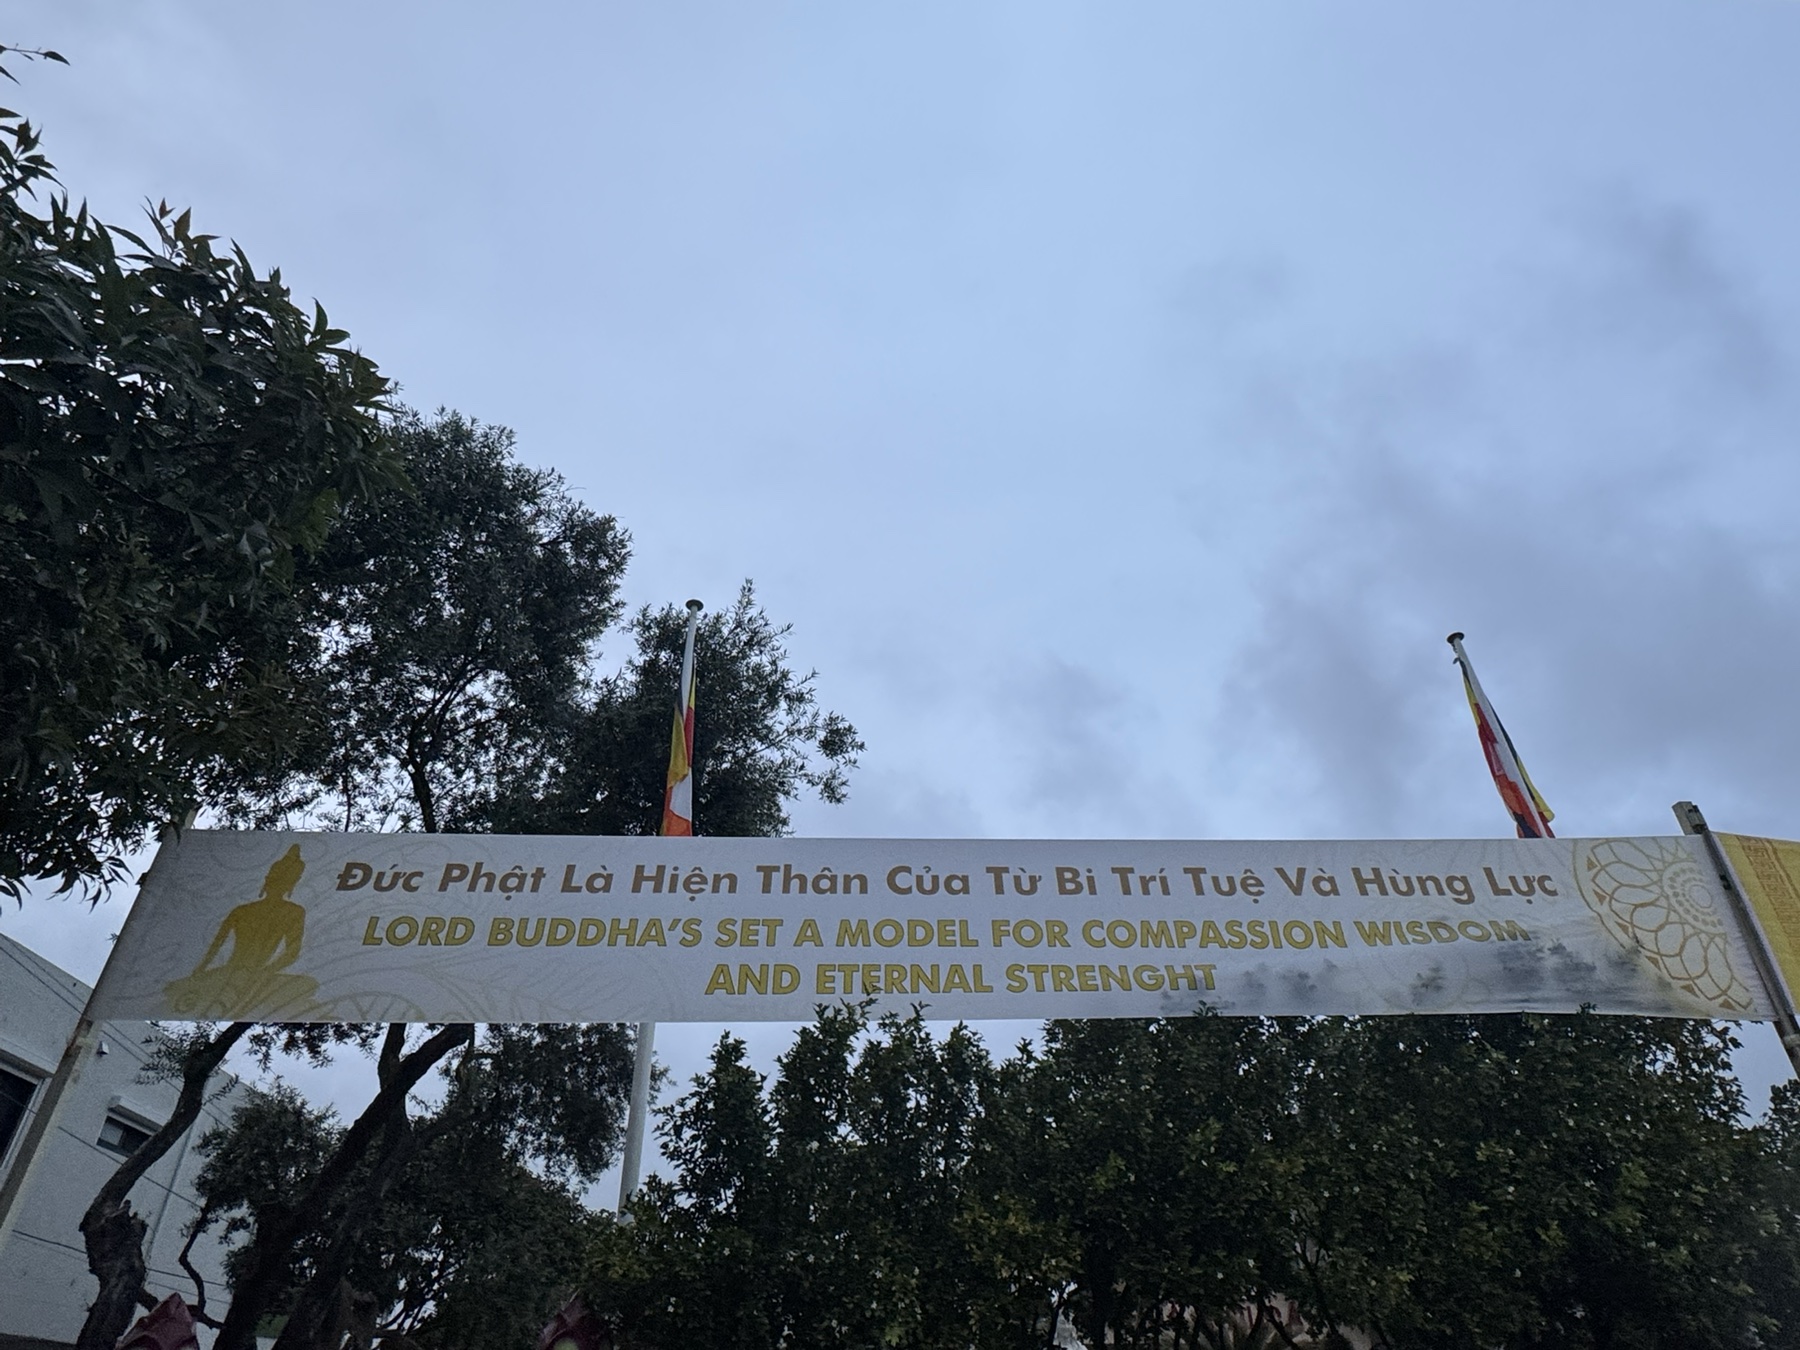 Đức Phật Là Hiện Thân Của Từ Bi Trí Tuệ Và Hùng Lực
LORD BUDDHA'S SET A MODEL FOR COMPASSION WISDOM
AND ETERNAL STRENGHT